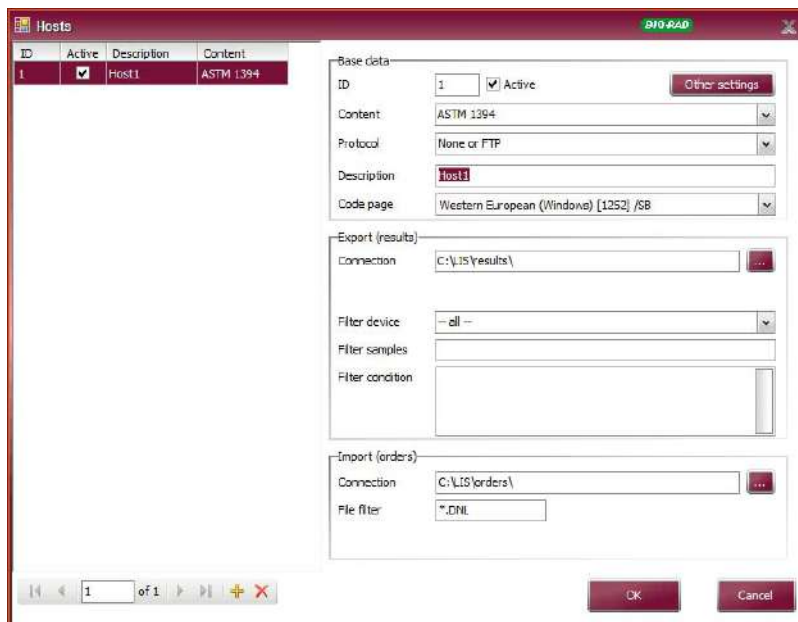 Hosts
BIO-RAD
ID Active Description Content
1 Host1 ASTM 1394
Base data
ID 1 Active Other settings
Content ASTM 1394
Protocol None or FTP
Description Host1
Code page Western European (Windows) [1252] /SB
Export (results)
Connection C:\LIS\results\ ...
Filter device -- all --
Filter samples
Filter condition
Import (orders)
Connection C:\LIS\orders\ ...
File filter *.DNL
1 of 1
OK Cancel